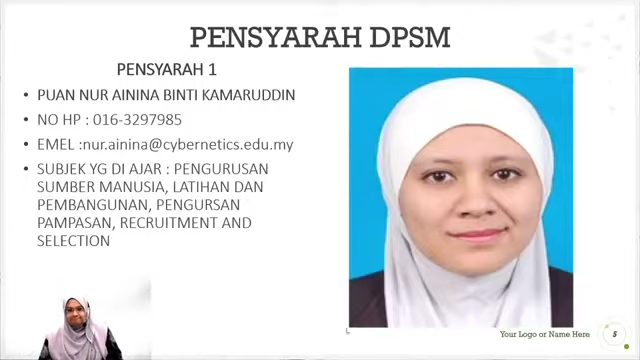 PENSYARAH DPSM
PENSYARAH 1
• PUAN NUR AININA BINTI KAMARUDDIN
• NO HP : 016-3297985
• EMEL :nur.ainina@cybernetics.edu.my
• SUBJEK YG DI AJAR : PENGURUSAN
SUMBER MANUSIA, LATIHAN DAN
PEMBANGUNAN, PENGURSAN
PAMPASAN, RECRUITMENT AND
SELECTION
Your Logo or Name Here
5